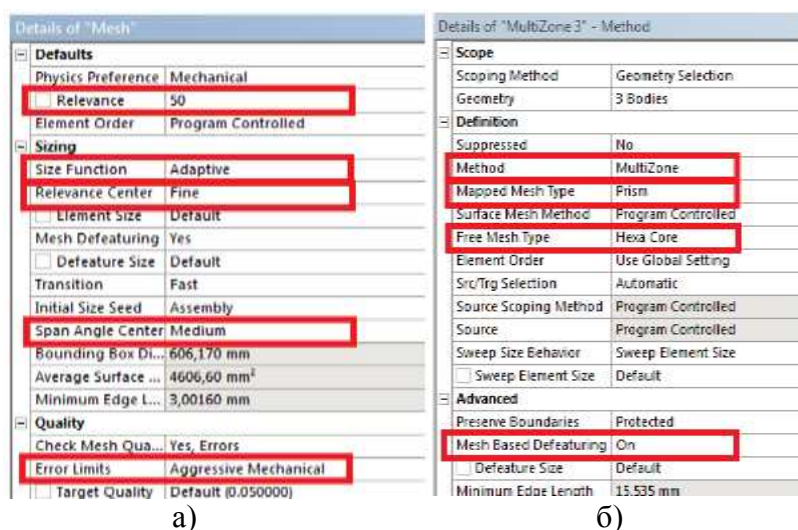 Details of "Mesh"
Defaults
Physics Preference Mechanical
Relevance 50
Element Order Program Controlled
Sizing
Size Function Adaptive
Relevance Center Fine
Element Size Default
Mesh Defeaturing Yes
Defeature Size Default
Transition Fast
Initial Size Seed Assembly
Span Angle Center Medium
Bounding Box Di... 606,170 mm
Average Surface ... 4606,60 mm²
Minimum Edge L... 3,00160 mm
Quality
Check Mesh Qua... Yes, Errors
Error Limits Aggressive Mechanical
Target Quality Default (0.050000)
а)
Details of "MultiZone 3" - Method
Scope
Scoping Method Geometry Selection
Geometry 3 Bodies
Definition
Suppressed No
Method MultiZone
Mapped Mesh Type Prism
Surface Mesh Method Program Controlled
Free Mesh Type Hexa Core
Element Order Use Global Setting
Src/Trg Selection Automatic
Source Scoping Method Program Controlled
Source Program Controlled
Sweep Size Behavior Sweep Element Size
Sweep Element Size Default
Advanced
Preserve Boundaries Protected
Mesh Based Defeaturing On
Defeature Size Default
Minimum Edge Length 15,535 mm
б)